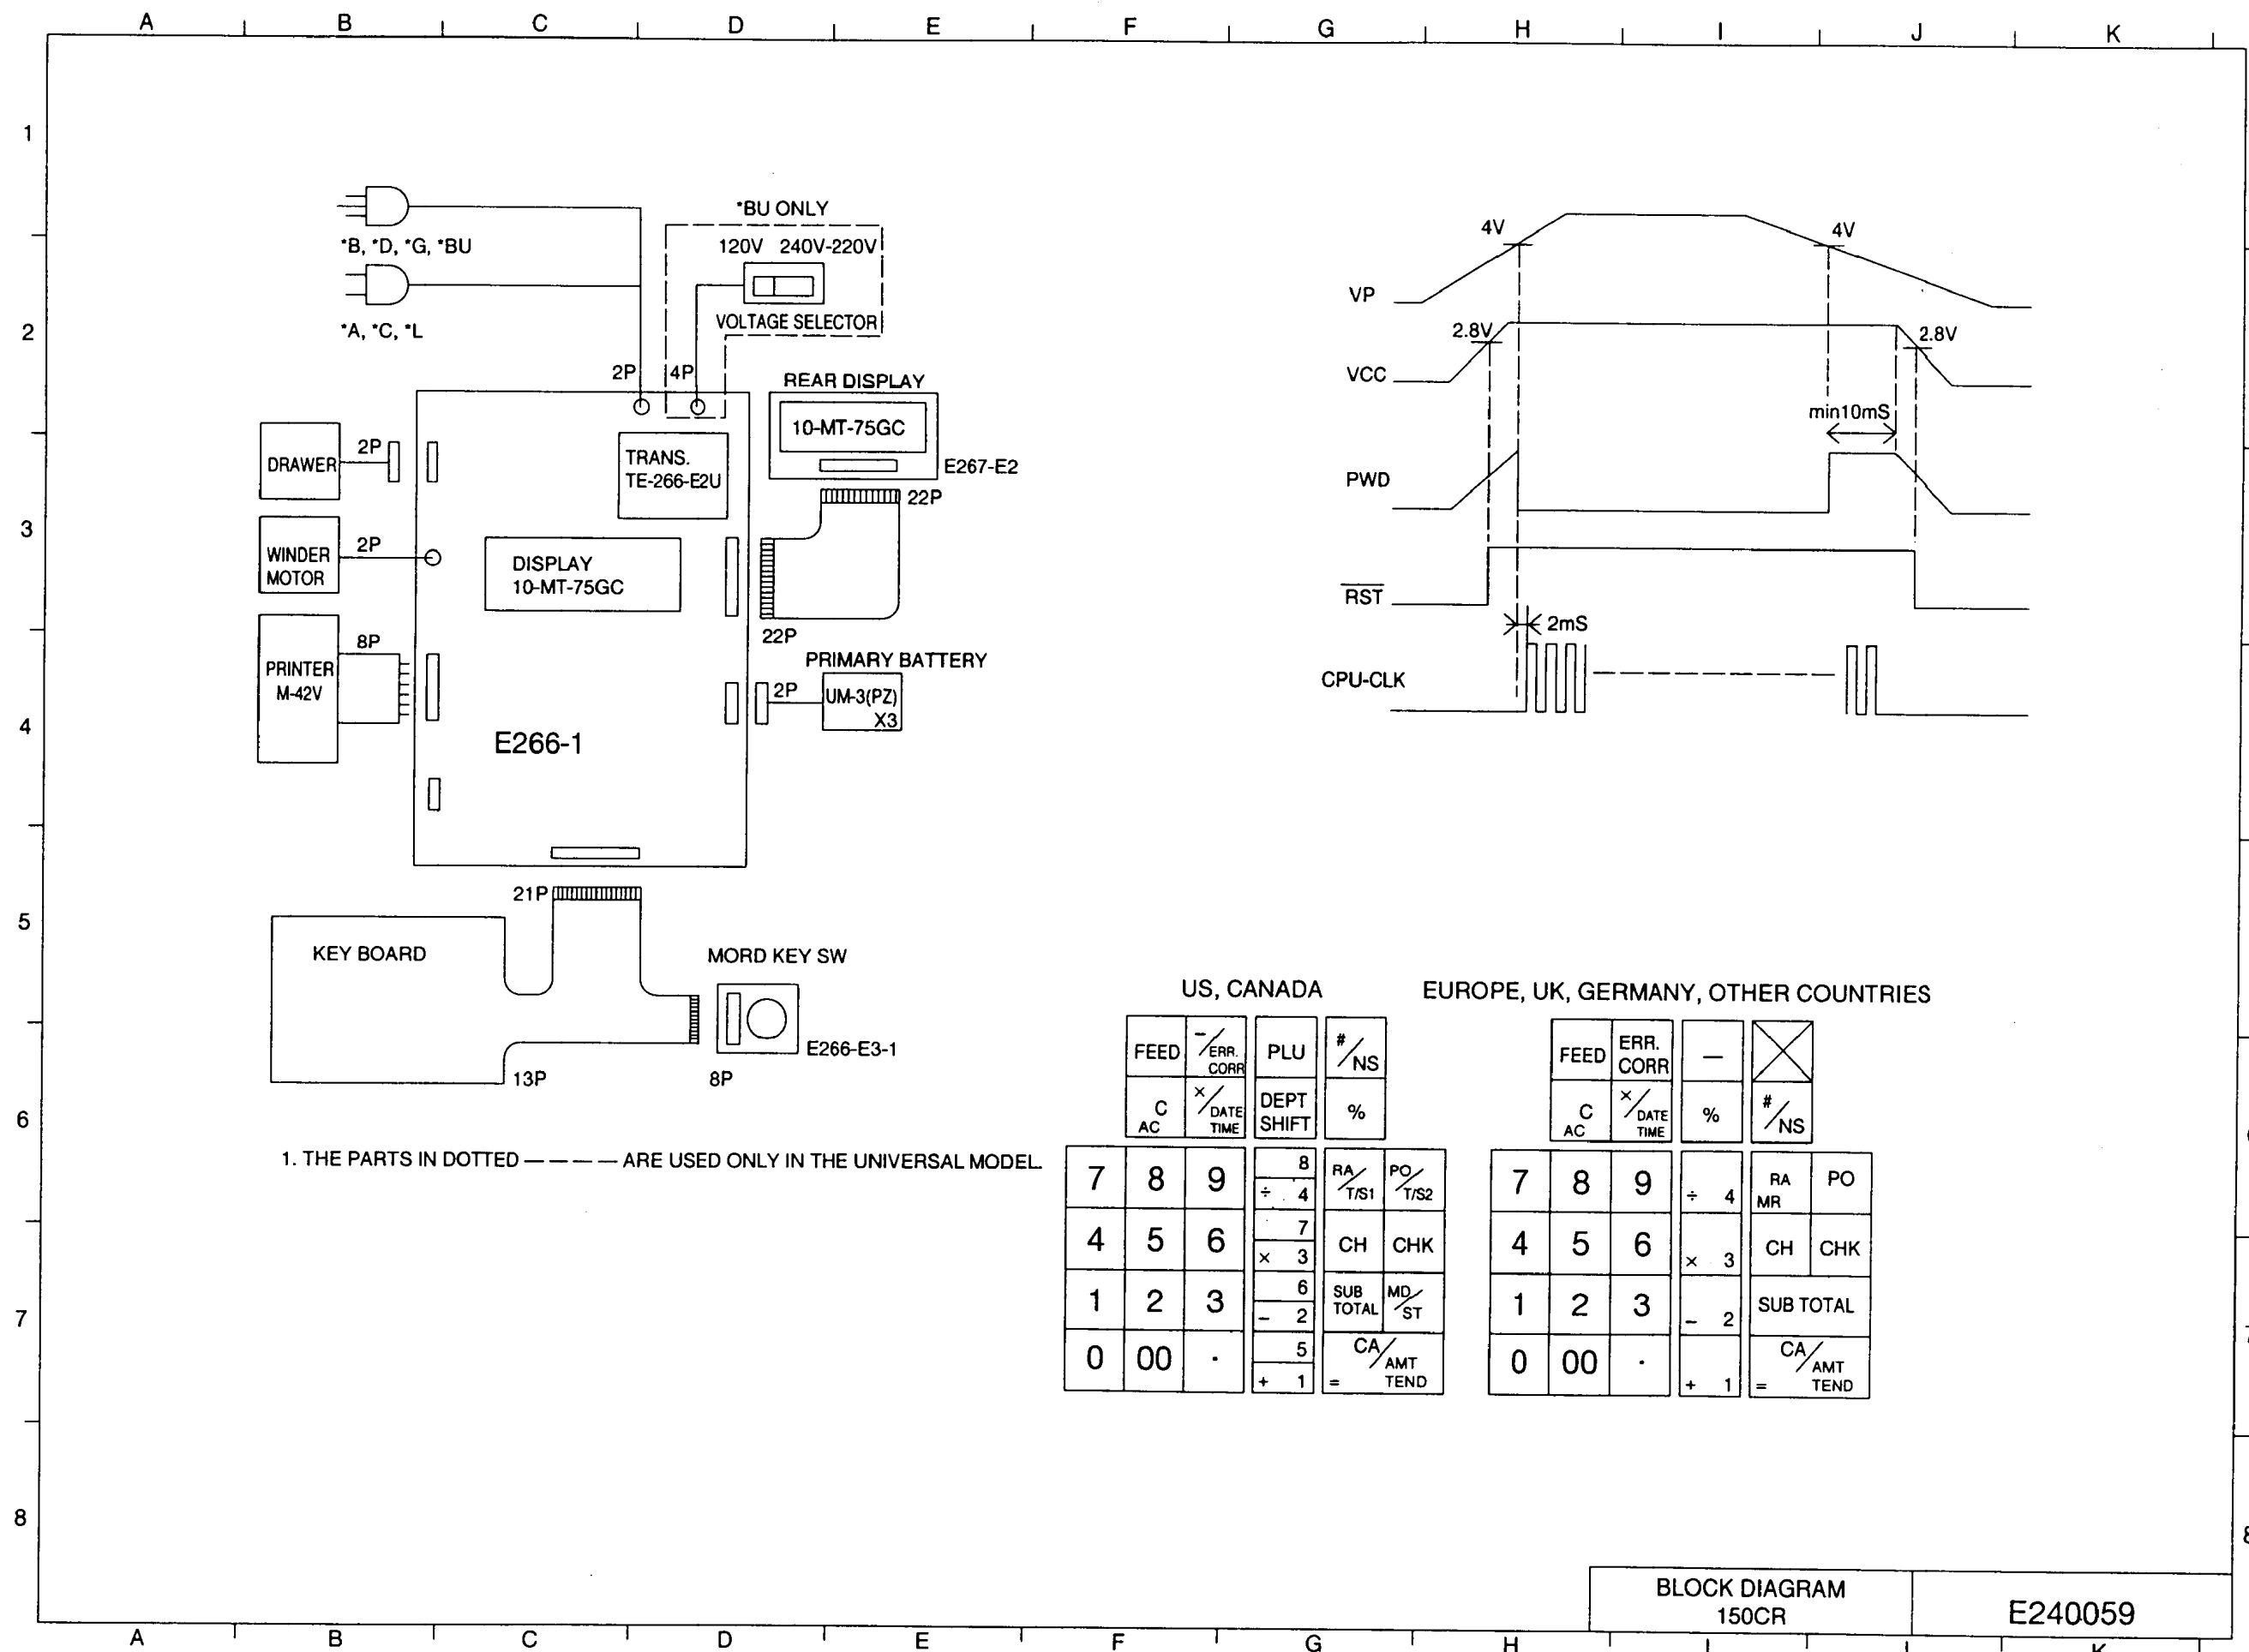 A B C D E F G H I J K
1
*BU ONLY
*B, *D, *G, *BU
120V 240V-220V
4V 4V
VP
2
*A, *C, *L
VOLTAGE SELECTOR
2.8V 2.8V
VCC
2P 4P
REAR DISPLAY
min10mS
10-MT-75GC
DRAWER 2P
TRANS.
TE-266-E2U
E267-E2
PWD
22P
3
WINDER
MOTOR
2P
DISPLAY
10-MT-75GC
RST
2mS
22P
8P
PRINTER
M-42V
PRIMARY BATTERY
2P
UM-3(PZ)
X3
CPU-CLK
4
E266-1
21P
5
KEY BOARD
MORD KEY SW
E266-E3-1
13P
8P
US, CANADA
EUROPE, UK, GERMANY, OTHER COUNTRIES
FEED
-/ERR. CORR
PLU
#/NS
FEED
ERR. CORR
—
6
C
AC
×/DATE TIME
DEPT SHIFT
%
C
AC
×/DATE TIME
%
#/NS
1. THE PARTS IN DOTTED ———— ARE USED ONLY IN THE UNIVERSAL MODEL.
7 8 9
8
÷ 4
RA/T/S1
PO/T/S2
7 8 9
÷ 4
RA
MR
PO
4 5 6
7
× 3
CH CHK
4 5 6
× 3
CH CHK
7
1 2 3
6
− 2
SUB TOTAL
MD/ST
1 2 3
− 2
SUB TOTAL
0 00 ·
5
+ 1
CA/AMT TEND
=
0 00 ·
+ 1
CA/AMT TEND
=
8
8
BLOCK DIAGRAM
150CR
E240059
A B C D E F G H I J K